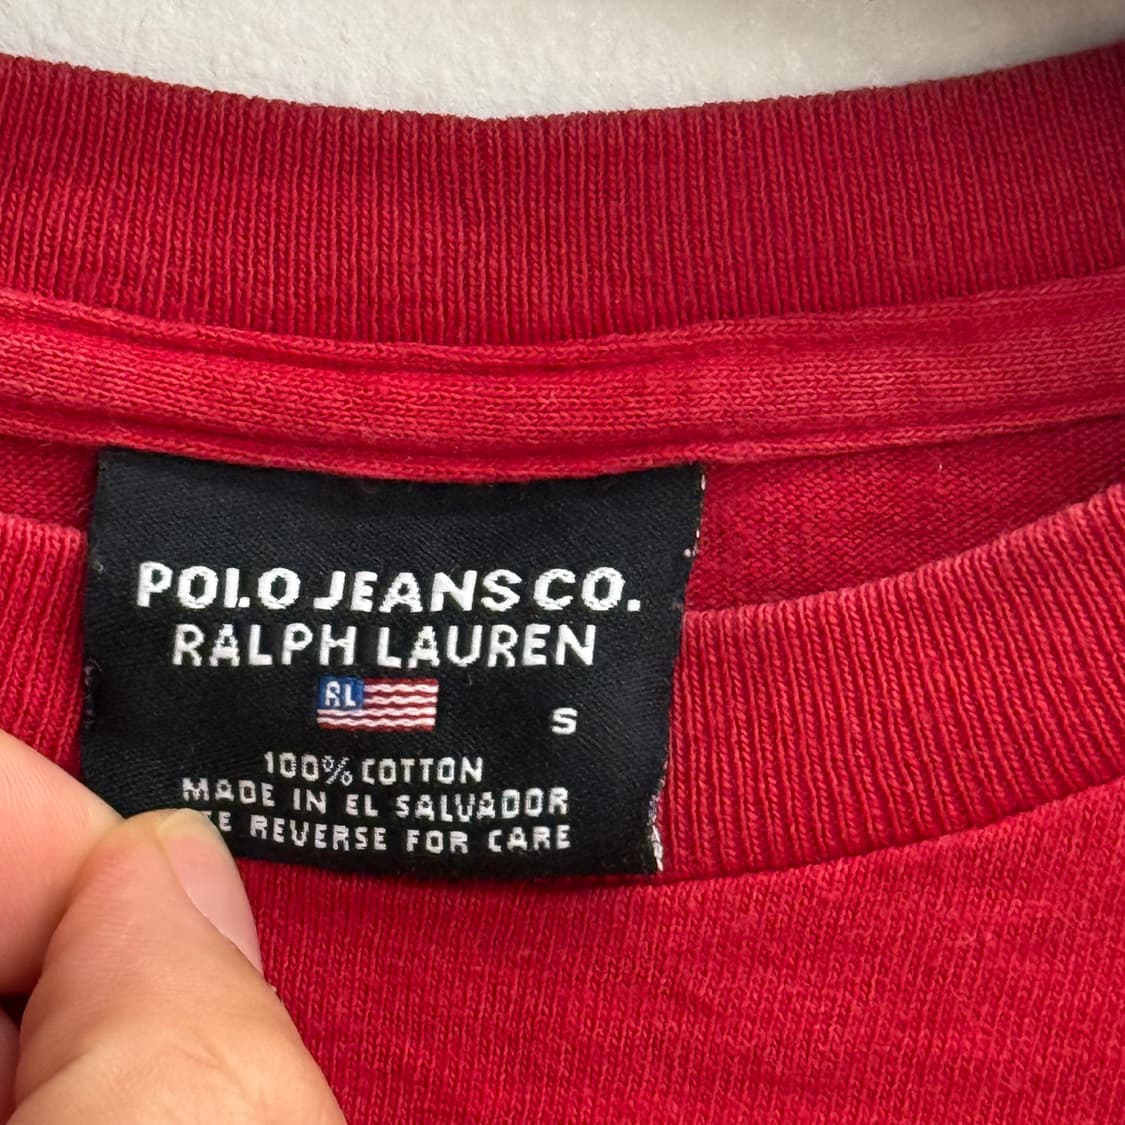 POLO JEANS CO.
RALPH LAUREN
RL
S
100% COTTON
MADE IN EL SALVADOR
REVERSE FOR CARE